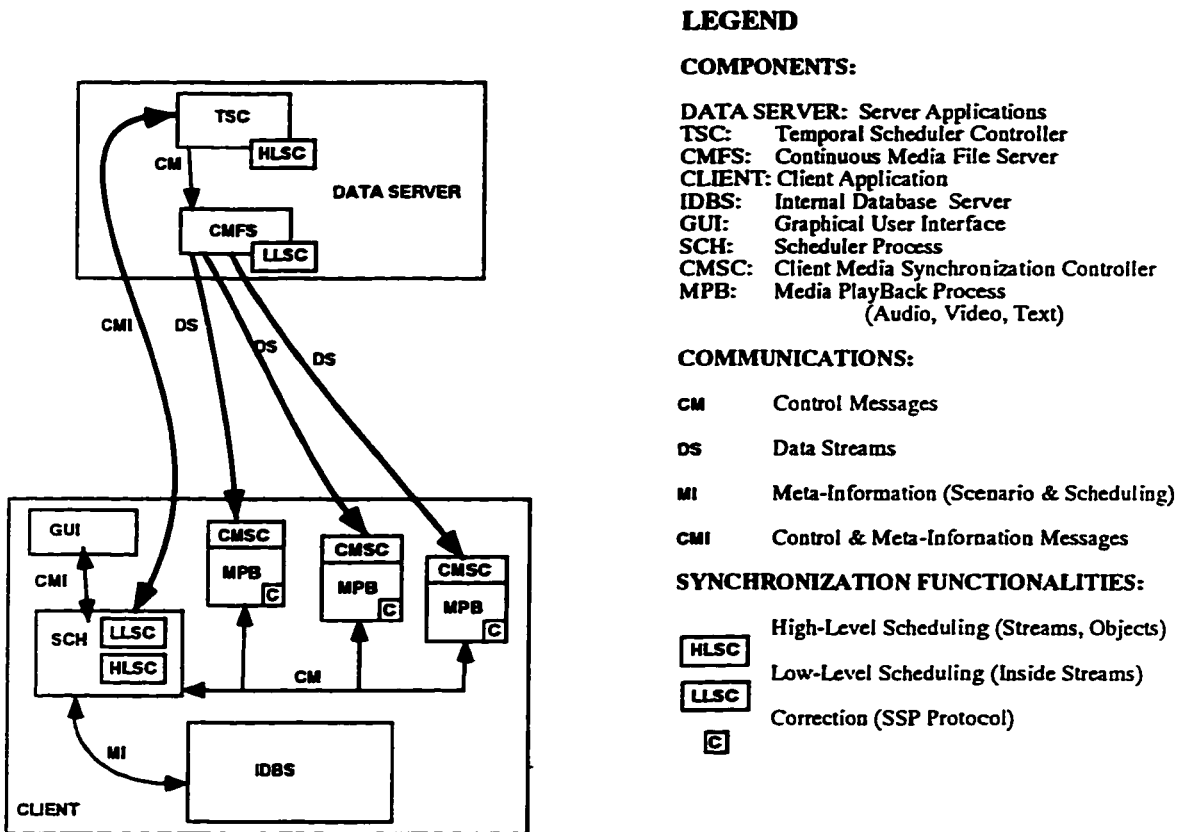 TSC
HLSC
CM
DATA SERVER
CMFS
LLSC
CMI
DS
DS
DS
GUI
CMSC
CMSC
CMSC
MPB
MPB
MPB
C
C
C
CMI
SCH
LLSC
HLSC
CM
MI
IDBS
CLIENT
LEGEND
COMPONENTS:
DATA SERVER: Server Applications
TSC: Temporal Scheduler Controller
CMFS: Continuous Media File Server
CLIENT: Client Application
IDBS: Internal Database Server
GUI: Graphical User Interface
SCH: Scheduler Process
CMSC: Client Media Synchronization Controller
MPB: Media PlayBack Process
(Audio, Video, Text)
COMMUNICATIONS:
CM Control Messages
DS Data Streams
MI Meta-Information (Scenario & Scheduling)
CMI Control & Meta-Infornation Messages
SYNCHRONIZATION FUNCTIONALITIES:
High-Level Scheduling (Streams, Objects)
HLSC
Low-Level Scheduling (Inside Streams)
LLSC
Correction (SSP Protocol)
C